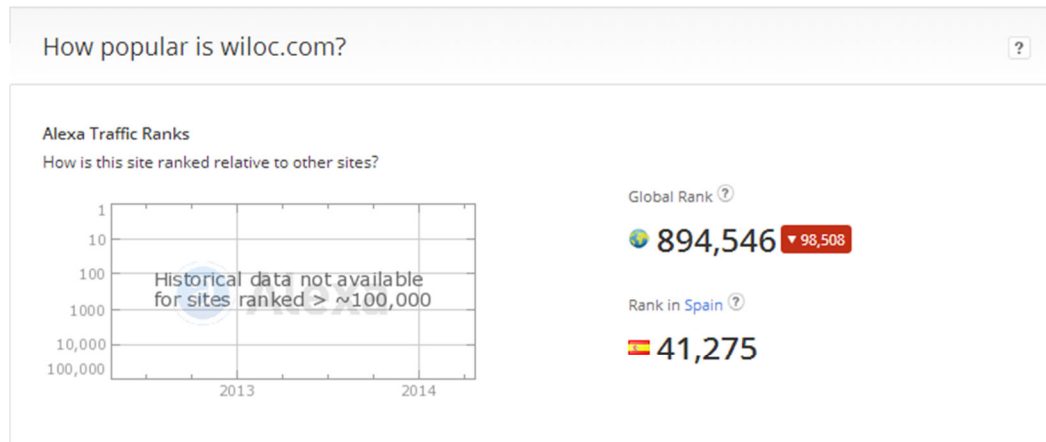 How popular is wiloc.com?
?
Alexa Traffic Ranks
How is this site ranked relative to other sites?
1
10
100
1000
10,000
100,000
Historical data not available
for sites ranked > ~100,000
a Alexa
2013 2014
Global Rank ?
894,546 ▼ 98,508
Rank in Spain ?
41,275